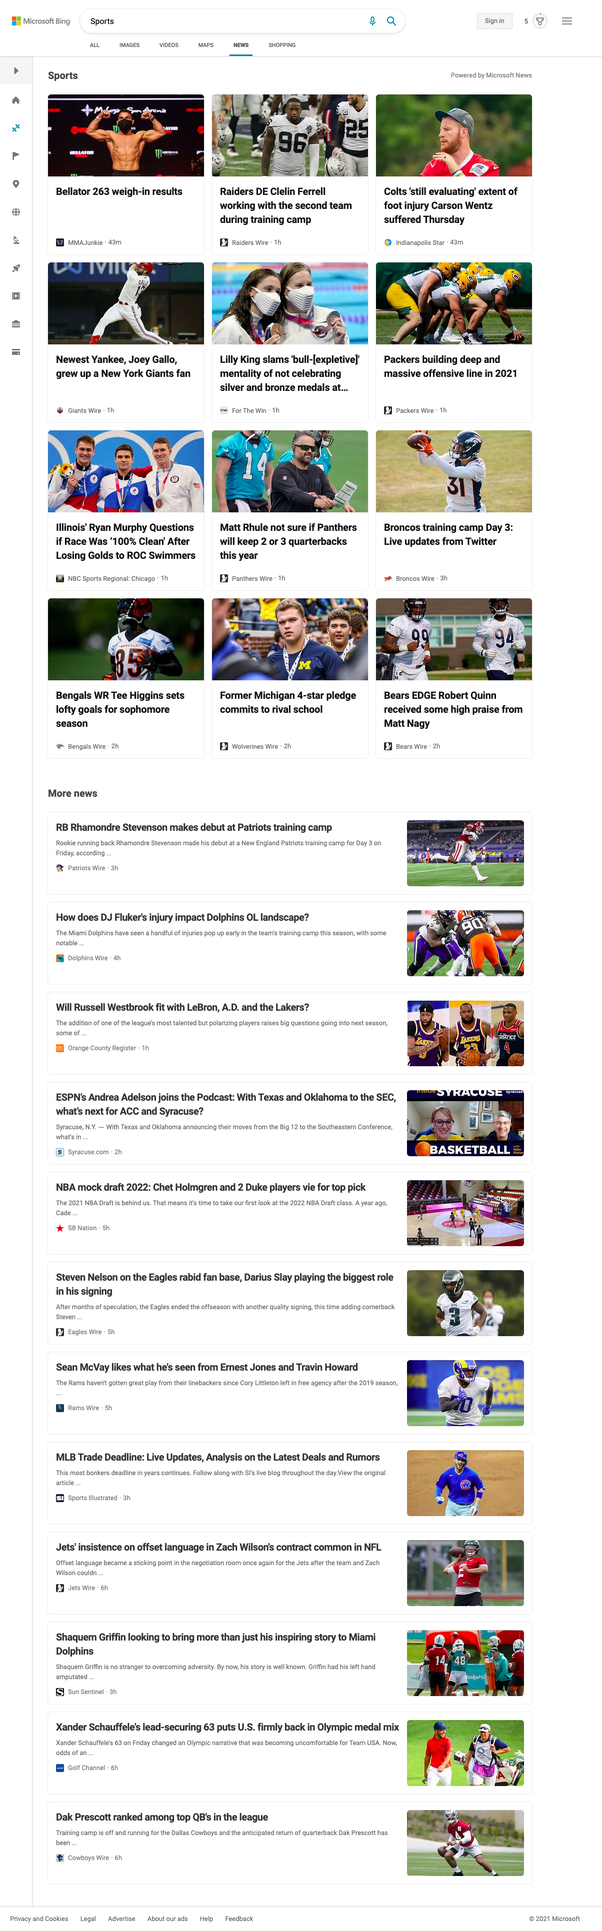 Microsoft Bing
Sports
Sign in
5
ALL
IMAGES
VIDEOS
MAPS
NEWS
SHOPPING
Sports
Powered by Microsoft News
Bellator 263 weigh-in results
MMAJunkie · 43m
96
25
Raiders DE Clelin Ferrell
working with the second team
during training camp
Raiders Wire · 1h
Colts 'still evaluating' extent of
foot injury Carson Wentz
suffered Thursday
Indianapolis Star · 43m
Newest Yankee, Joey Gallo,
grew up a New York Giants fan
Giants Wire · 1h
Lilly King slams 'bull-[expletive]'
mentality of not celebrating
silver and bronze medals at...
For The Win · 1h
Packers building deep and
massive offensive line in 2021
Packers Wire · 1h
Illinois' Ryan Murphy Questions
if Race Was '100% Clean' After
Losing Golds to ROC Swimmers
NBC Sports Regional: Chicago · 1h
14
Matt Rhule not sure if Panthers
will keep 2 or 3 quarterbacks
this year
Panthers Wire · 1h
31
Broncos training camp Day 3:
Live updates from Twitter
Broncos Wire · 3h
85
Bengals WR Tee Higgins sets
lofty goals for sophomore
season
Bengals Wire · 2h
M
Former Michigan 4-star pledge
commits to rival school
Wolverines Wire · 2h
99
94
Bears EDGE Robert Quinn
received some high praise from
Matt Nagy
Bears Wire · 2h
More news
RB Rhamondre Stevenson makes debut at Patriots training camp
Rookie running back Rhamondre Stevenson made his debut at a New England Patriots training camp for Day 3 on
Friday, according ...
Patriots Wire · 3h
How does DJ Fluker's injury impact Dolphins OL landscape?
The Miami Dolphins have seen a handful of injuries pop up early in the team's training camp this season, with some
notable ...
Dolphins Wire · 4h
90
Will Russell Westbrook fit with LeBron, A.D. and the Lakers?
The addition of one of the league's most talented but polarizing players raises big questions going into next season,
some of ...
Orange County Register · 1h
LAKERS
23
4
ESPN's Andrea Adelson joins the Podcast: With Texas and Oklahoma to the SEC,
what's next for ACC and Syracuse?
Syracuse, N.Y. — With Texas and Oklahoma announcing their moves from the Big 12 to the Southeastern Conference,
what's in ...
Syracuse.com · 2h
SYRACUSE
BASKETBALL
NBA mock draft 2022: Chet Holmgren and 2 Duke players vie for top pick
The 2021 NBA Draft is behind us. That means it's time to take our first look at the 2022 NBA Draft class. A year ago,
Cade ...
SB Nation · 5h
Steven Nelson on the Eagles rabid fan base, Darius Slay playing the biggest role
in his signing
After months of speculation, the Eagles ended the offseason with another quality signing, this time adding cornerback
Steven ...
Eagles Wire · 5h
3
Sean McVay likes what he's seen from Ernest Jones and Travin Howard
The Rams haven't gotten great play from their linebackers since Cory Littleton left in free agency after the 2019 season,
...
Rams Wire · 5h
MLB Trade Deadline: Live Updates, Analysis on the Latest Deals and Rumors
This most bonkers deadline in years continues. Follow along with SI's live blog throughout the day.View the original
article ...
Sports Illustrated · 3h
Jets' insistence on offset language in Zach Wilson's contract common in NFL
Offset language became a sticking point in the negotiation room once again for the Jets after the team and Zach
Wilson couldn ...
Jets Wire · 6h
Shaquem Griffin looking to bring more than just his inspiring story to Miami
Dolphins
Shaquem Griffin is no stranger to overcoming adversity. By now, his story is well known. Griffin had his left hand
amputated ...
Sun Sentinel · 3h
14
48
Xander Schauffele's lead-securing 63 puts U.S. firmly back in Olympic medal mix
Xander Schauffele's 63 on Friday changed an Olympic narrative that was becoming uncomfortable for Team USA. Now,
odds of an ...
Golf Channel · 6h
Dak Prescott ranked among top QB's in the league
Training camp is off and running for the Dallas Cowboys and the anticipated return of quarterback Dak Prescott has
been ...
Cowboys Wire · 6h
Privacy and Cookies
Legal
Advertise
About our ads
Help
Feedback
© 2021 Microsoft